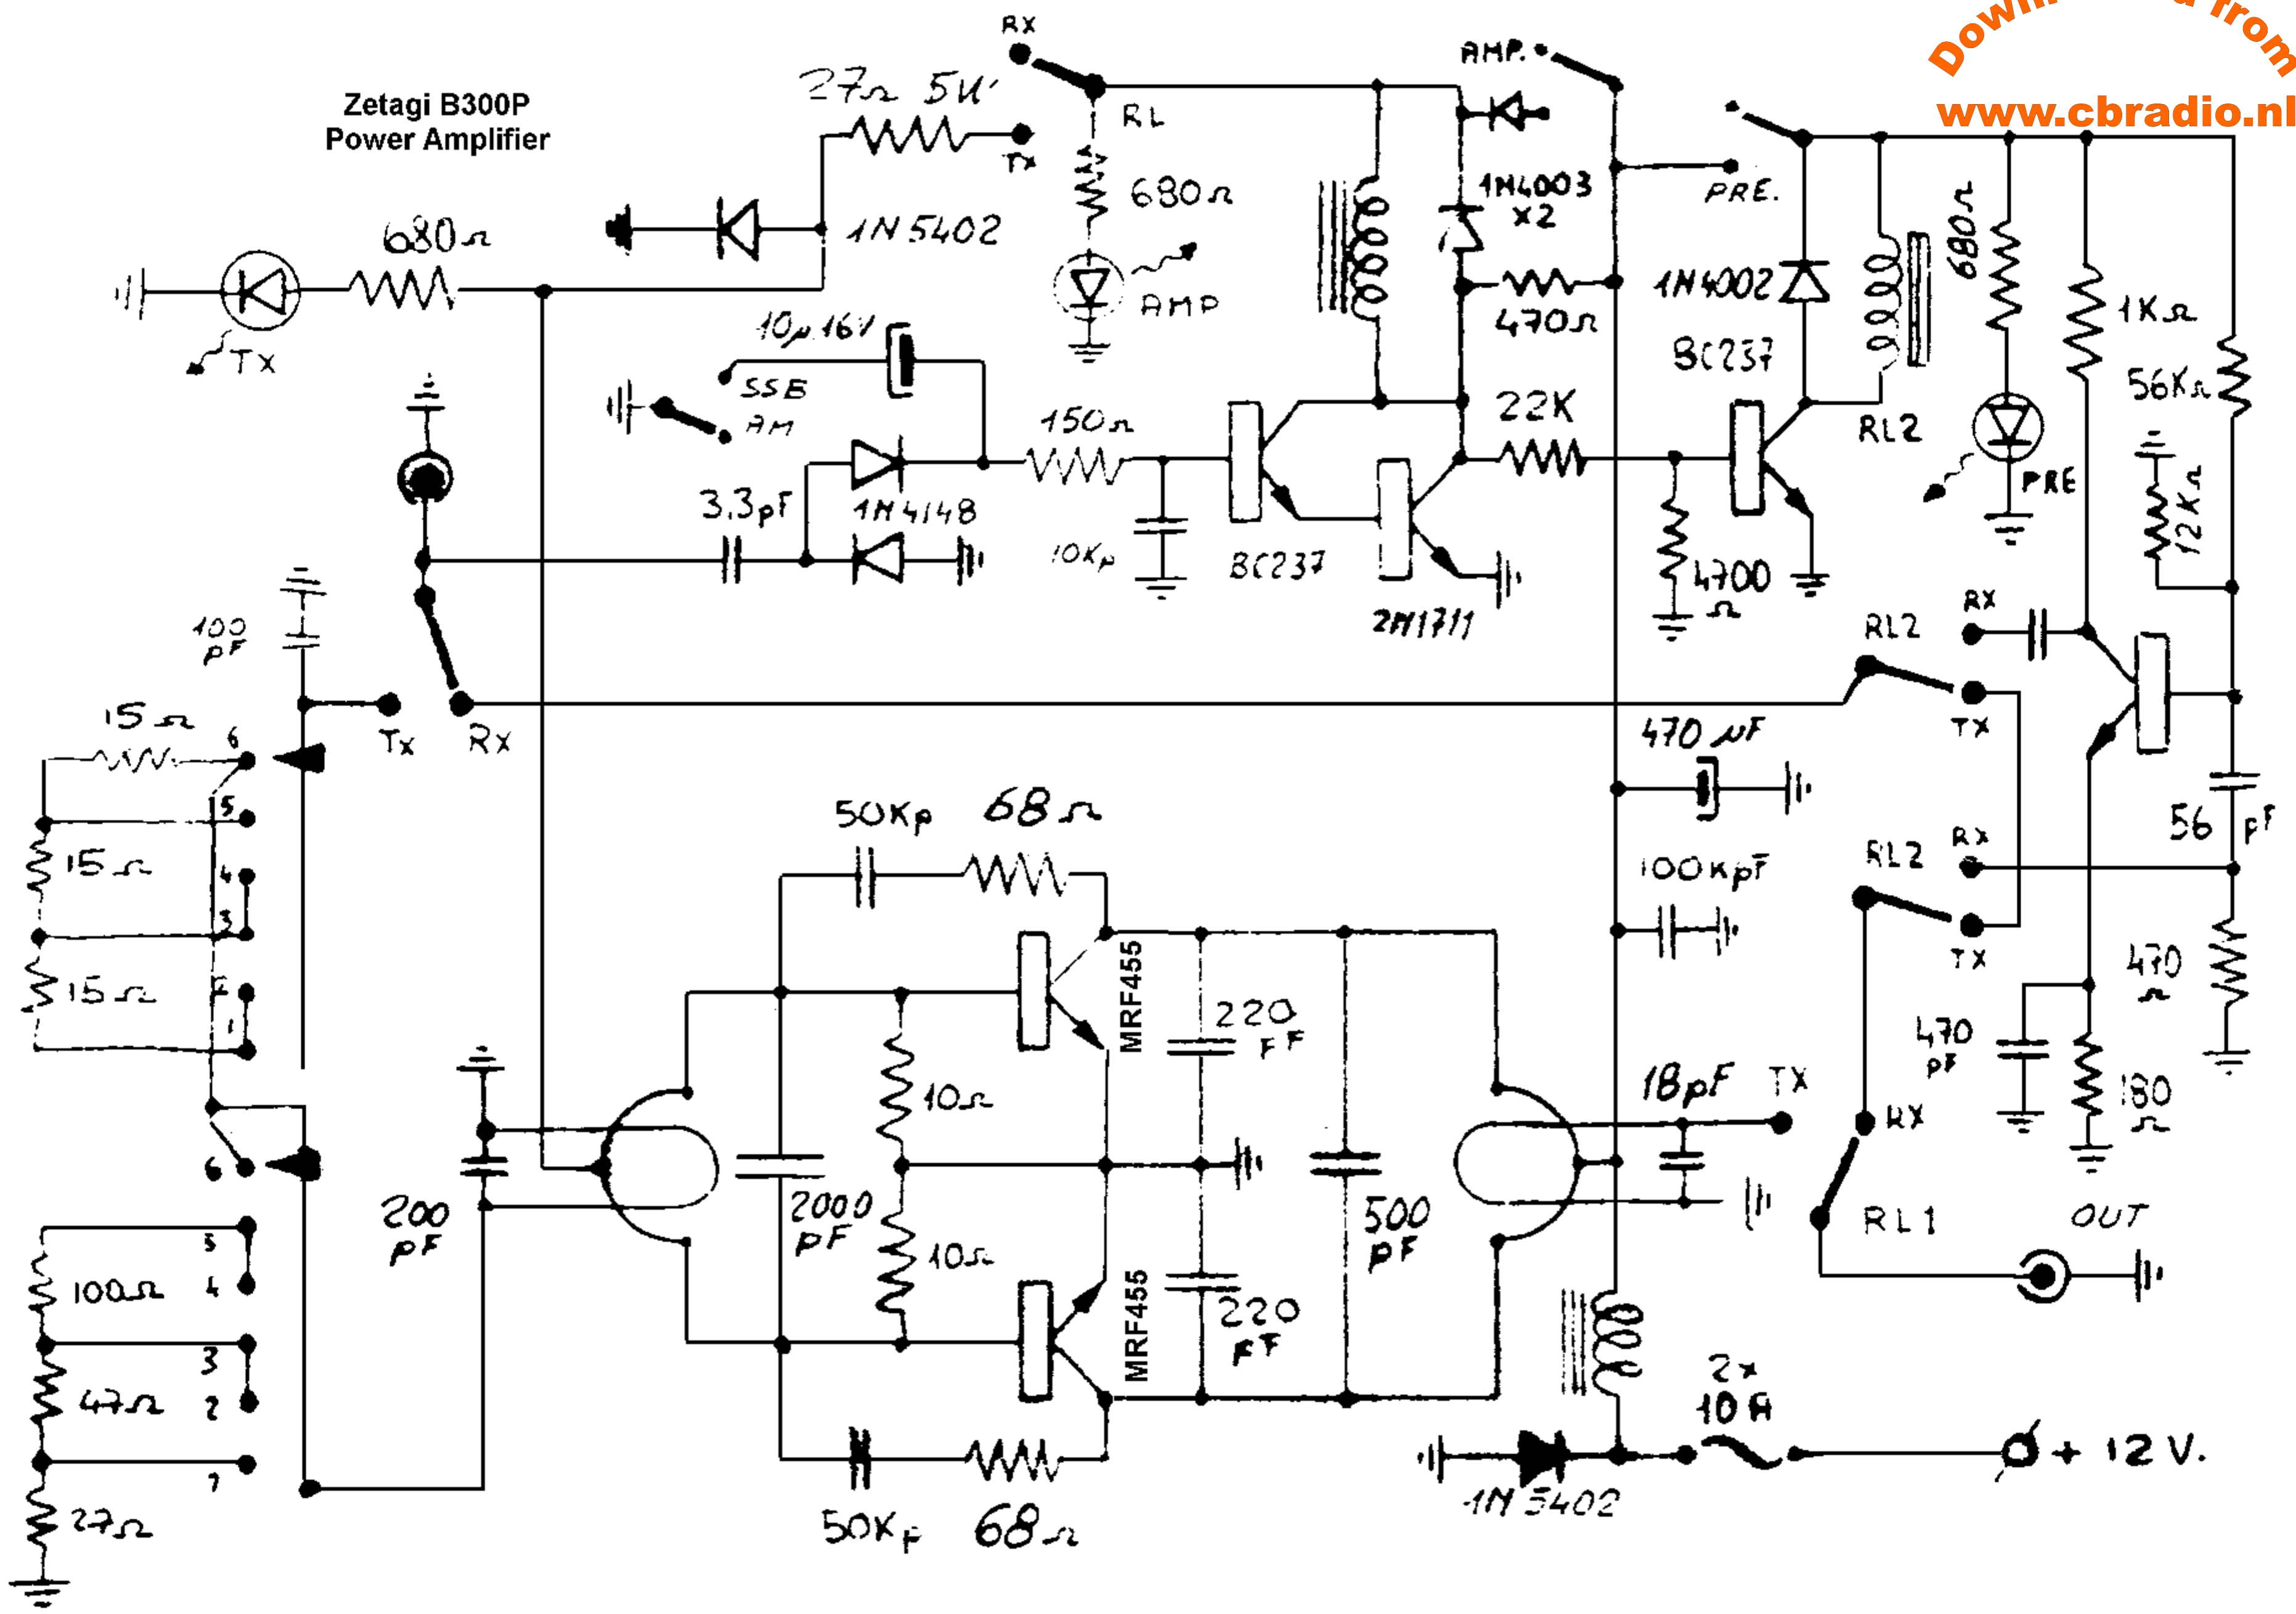 Downloaded from
www.cbradio.nl
Zetagi B300P
Power Amplifier
RX
27Ω 5W
TX
RL
680Ω
AMP
AMP.
1N4003
x2
PRE.
1N5402
680Ω
TX
470Ω
1N4002
BC237
RL2
680Ω
PRE
1KΩ
56KΩ
12KΩ
10µ 16V
SSB
AM
150Ω
22K
3.3pF
1N4148
10Kp
BC237
2N1711
4700
Ω
100
pF
Tx
Rx
RL2
RX
TX
15Ω
6
5
15Ω
4
3
15Ω
2
1
470 µF
100KpF
RL2
RX
TX
56 pF
470
Ω
470
pF
180
Ω
50Kp
68Ω
MRF455
220
PF
10Ω
18pF
TX
RX
RL1
OUT
200
pF
2000
pF
500
pF
10Ω
MRF455
220
PF
6
5
100Ω
4
3
47Ω
2
1
27Ω
50Kp
68Ω
2x
10A
1N5402
+ 12 V.